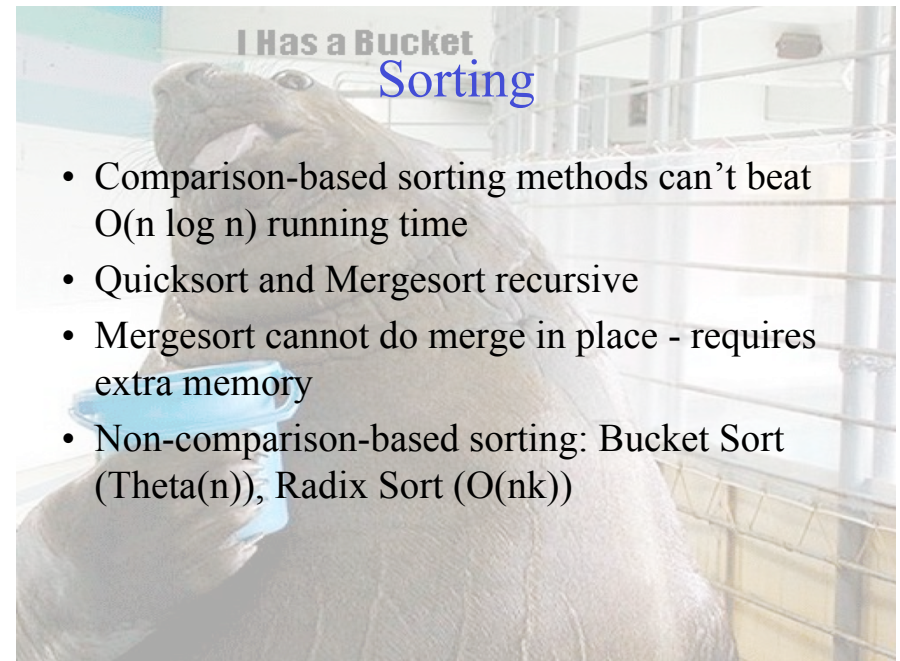 I Has a Bucket
Sorting
• Comparison-based sorting methods can’t beat
O(n log n) running time
• Quicksort and Mergesort recursive
• Mergesort cannot do merge in place - requires
extra memory
• Non-comparison-based sorting: Bucket Sort
(Theta(n)), Radix Sort (O(nk))